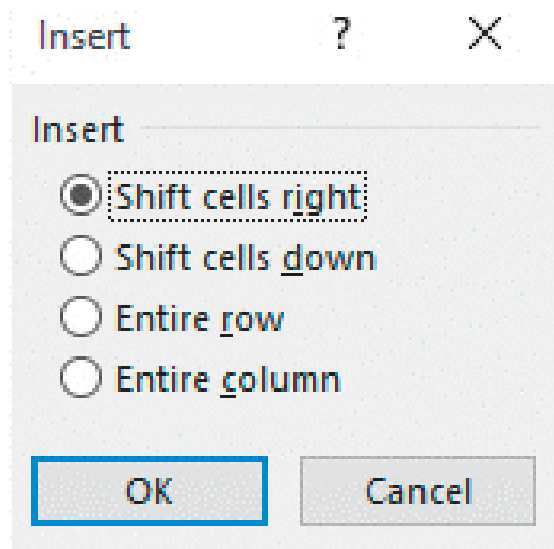 Insert ?
Insert
Shift cells right
Shift cells down
Entire row
Entire column
OK Cancel